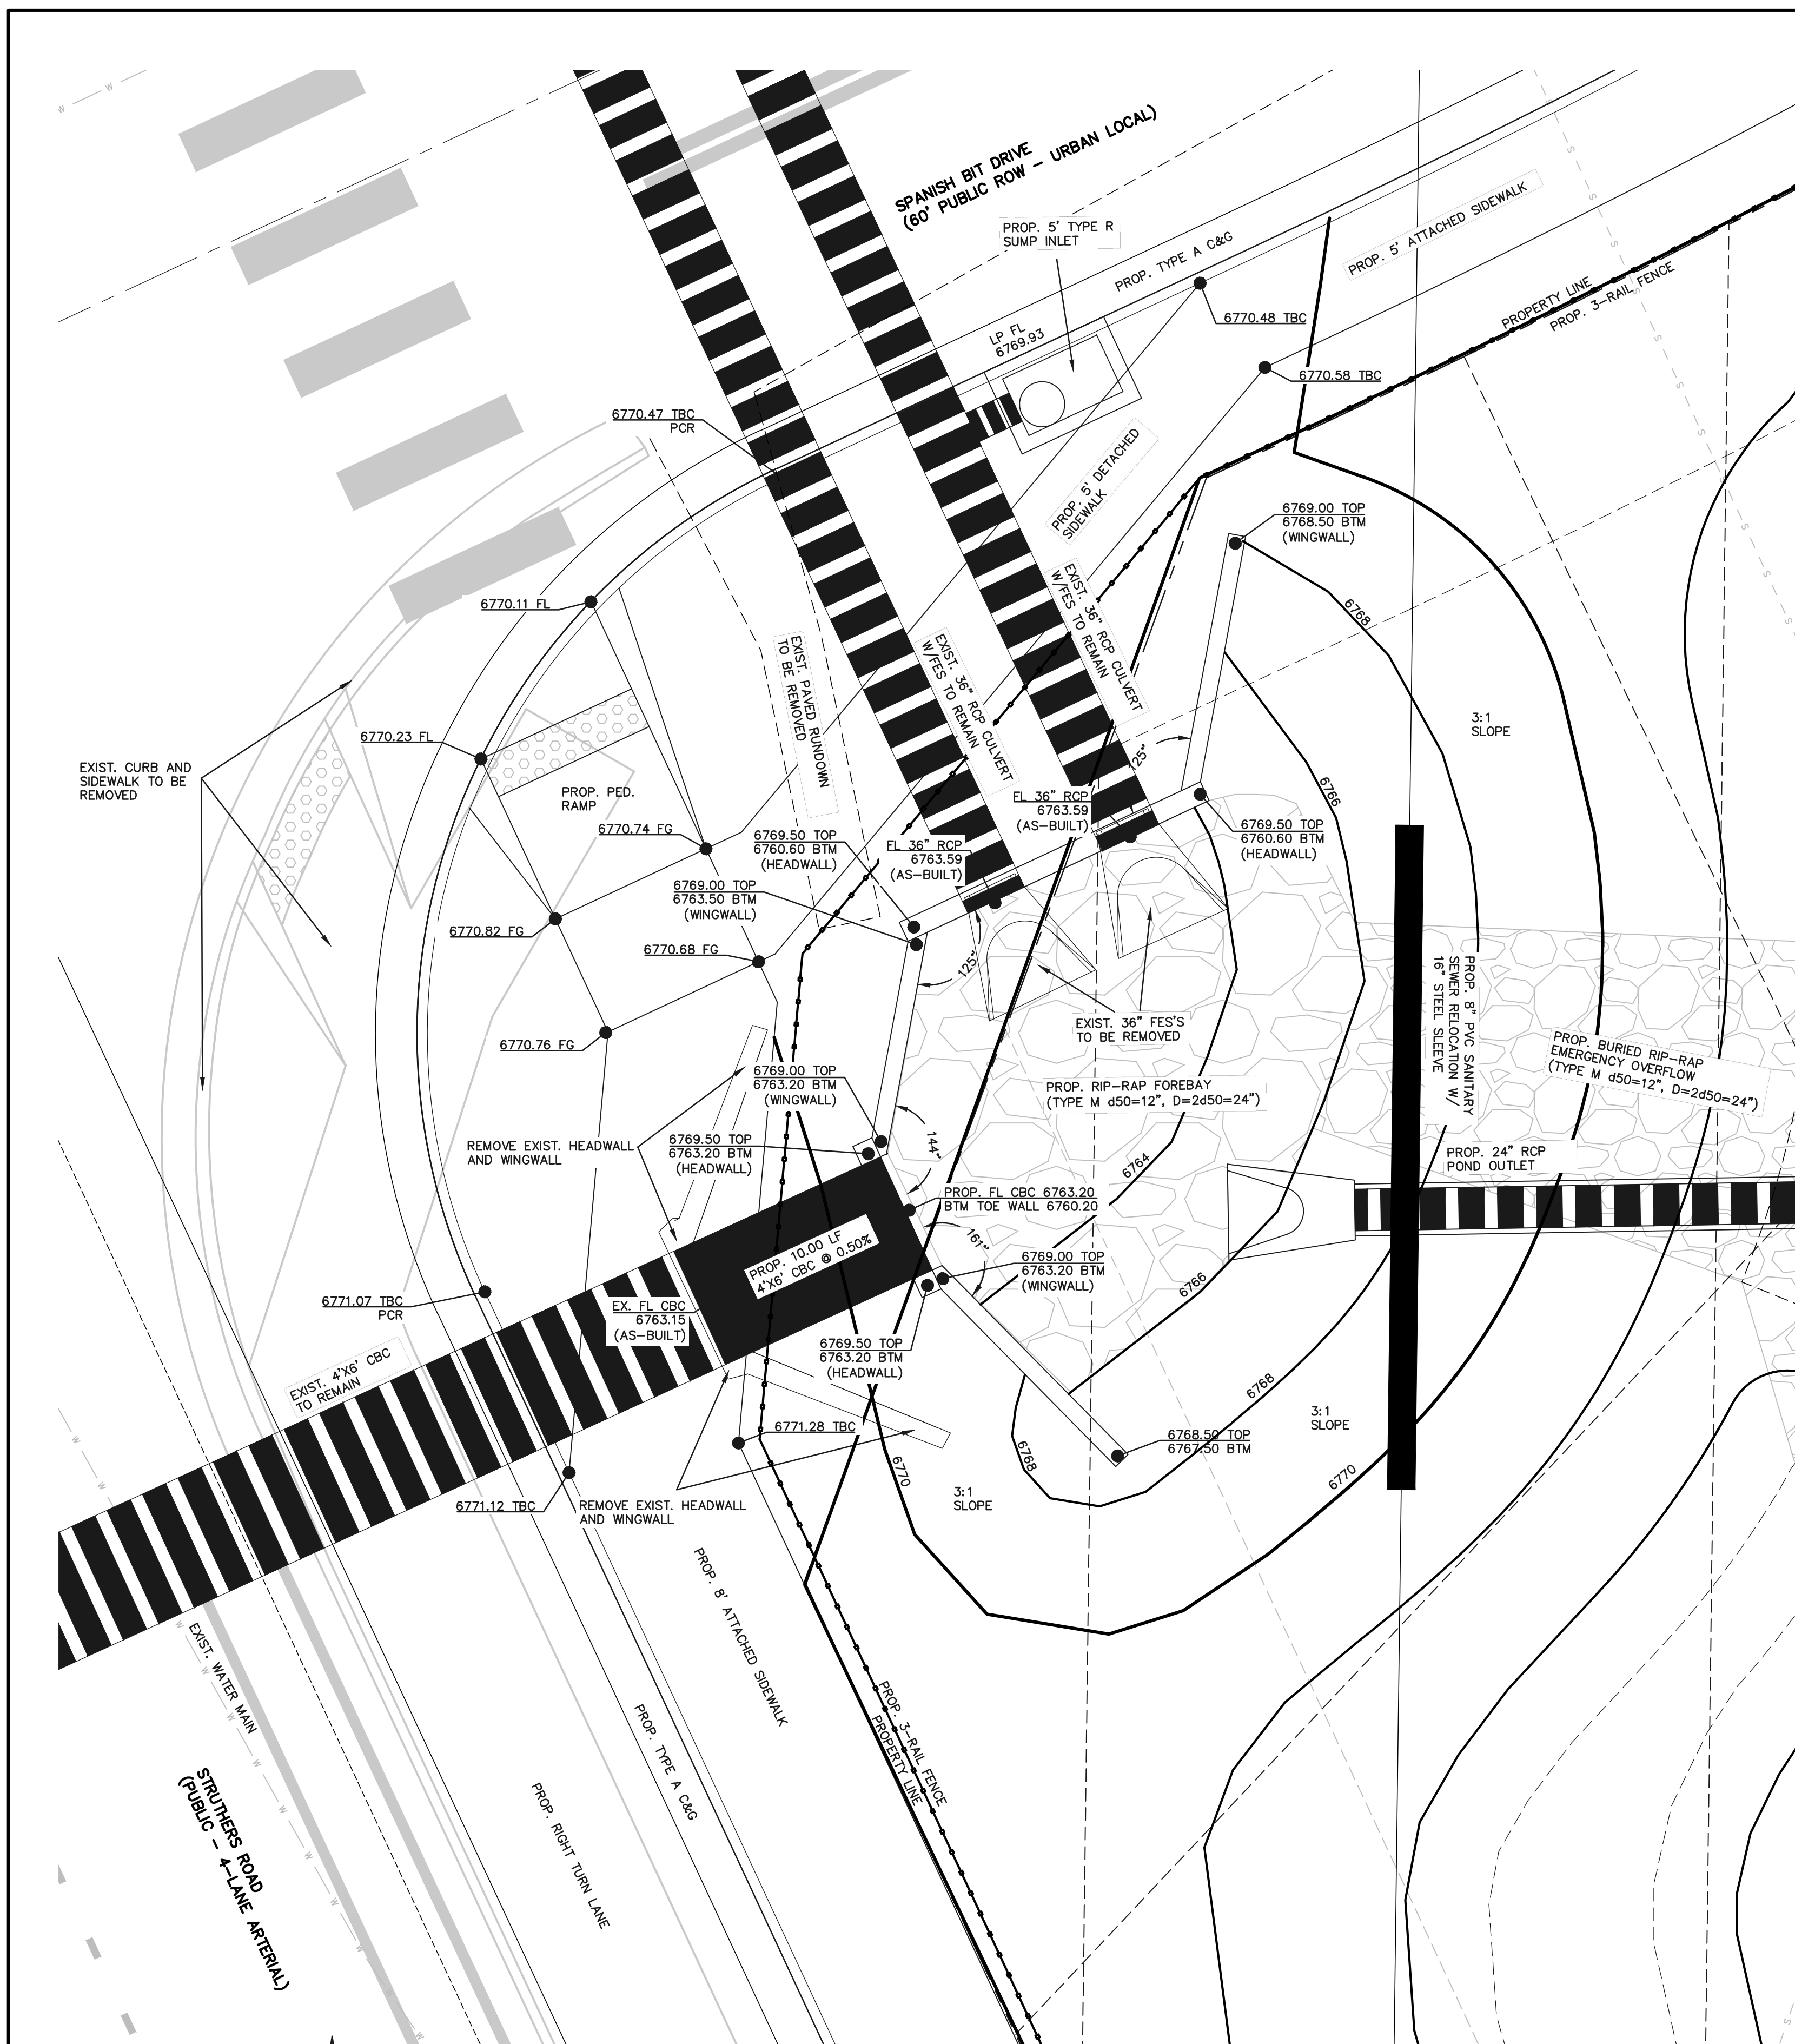 SPANISH BIT DRIVE
(60' PUBLIC ROW - URBAN LOCAL)
PROP. 5' TYPE R
SUMP INLET
PROP. TYPE A C&G
PROP. 5' ATTACHED SIDEWALK
PROPERTY LINE
PROP. 3-RAIL FENCE
6770.48 TBC
LP FL
6769.93
6770.58 TBC
6770.47 TBC
PCR
PROP. 5' DETACHED
SIDEWALK
6769.00 TOP
6768.50 BTM
(WINGWALL)
6770.11 FL
6768
EXIST. 36" RCP CULVERT
W/FES TO REMAIN
EXIST. 36" RCP CULVERT
W/FES TO REMAIN
EXIST. PAVED RUNDOWN
TO BE REMOVED
3:1
SLOPE
6770.23 FL
EXIST. CURB AND
SIDEWALK TO BE
REMOVED
125°
6766
PROP. PED.
RAMP
FL 36" RCP
6763.59
(AS-BUILT)
6770.74 FG
6769.50 TOP
6760.60 BTM
(HEADWALL)
FL 36" RCP
6763.59
(AS-BUILT)
6769.50 TOP
6760.60 BTM
(HEADWALL)
6769.00 TOP
6763.50 BTM
(WINGWALL)
6770.82 FG
6770.68 FG
125°
PROP. 8" PVC SANITARY
SEWER RELOCATION W/
16" STEEL SLEEVE
EXIST. 36" FES'S
TO BE REMOVED
6770.76 FG
PROP. BURIED RIP-RAP
EMERGENCY OVERFLOW
(TYPE M d50=12", D=2d50=24")
6769.00 TOP
6763.20 BTM
(WINGWALL)
PROP. RIP-RAP FOREBAY
(TYPE M d50=12", D=2d50=24")
REMOVE EXIST. HEADWALL
AND WINGWALL
6769.50 TOP
6763.20 BTM
(HEADWALL)
144°
6764
PROP. 24" RCP
POND OUTLET
PROP. FL CBC 6763.20
BTM TOE WALL 6760.20
161°
PROP. 10.00 LF
4'X6' CBC @ 0.50%
6769.00 TOP
6763.20 BTM
(WINGWALL)
6766
6771.07 TBC
PCR
EX. FL CBC
6763.15
(AS-BUILT)
6769.50 TOP
6763.20 BTM
(HEADWALL)
EXIST. 4'X6' CBC
TO REMAIN
6768
3:1
SLOPE
6771.28 TBC
6768.50 TOP
6767.50 BTM
6768
6770
6770
3:1
SLOPE
6771.12 TBC
REMOVE EXIST. HEADWALL
AND WINGWALL
PROP. 8' ATTACHED SIDEWALK
EXIST. WATER MAIN
PROP. 3-RAIL FENCE
PROPERTY LINE
PROP. TYPE A C&G
PROP. RIGHT TURN LANE
STRUTHERS ROAD
(PUBLIC - 4-LANE ARTERIAL)